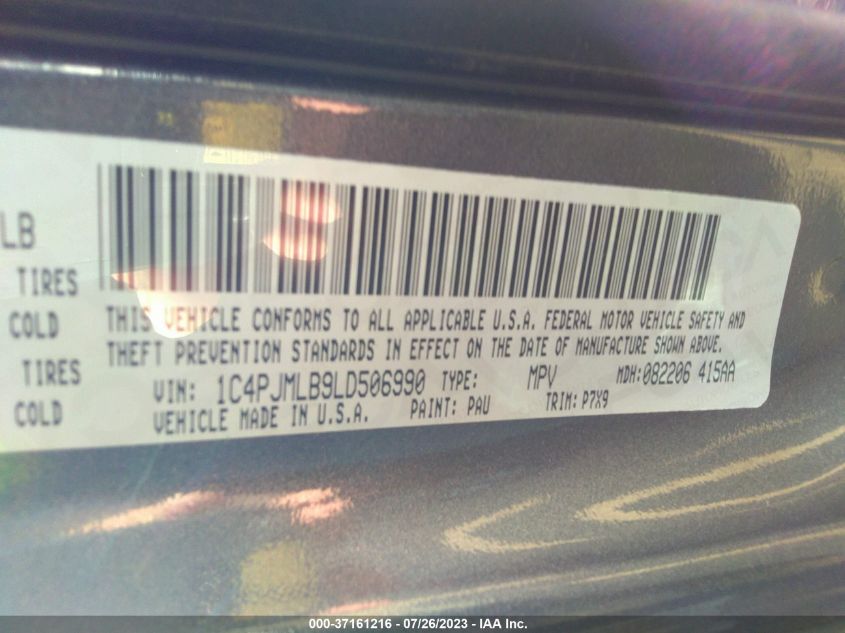 LB
TIRES
COLD
TIRES
COLD
THIS VEHICLE CONFORMS TO ALL APPLICABLE U.S.A. FEDERAL MOTOR VEHICLE SAFETY AND
THEFT PREVENTION STANDARDS IN EFFECT ON THE DATE OF MANUFACTURE SHOWN ABOVE.
VIN: 1C4PJMLB9LD506990 TYPE: MPV MDH:082206 415AA
VEHICLE MADE IN U.S.A. PAINT: PAU TRIM: P7X9
000-37161216 - 07/26/2023 - IAA Inc.